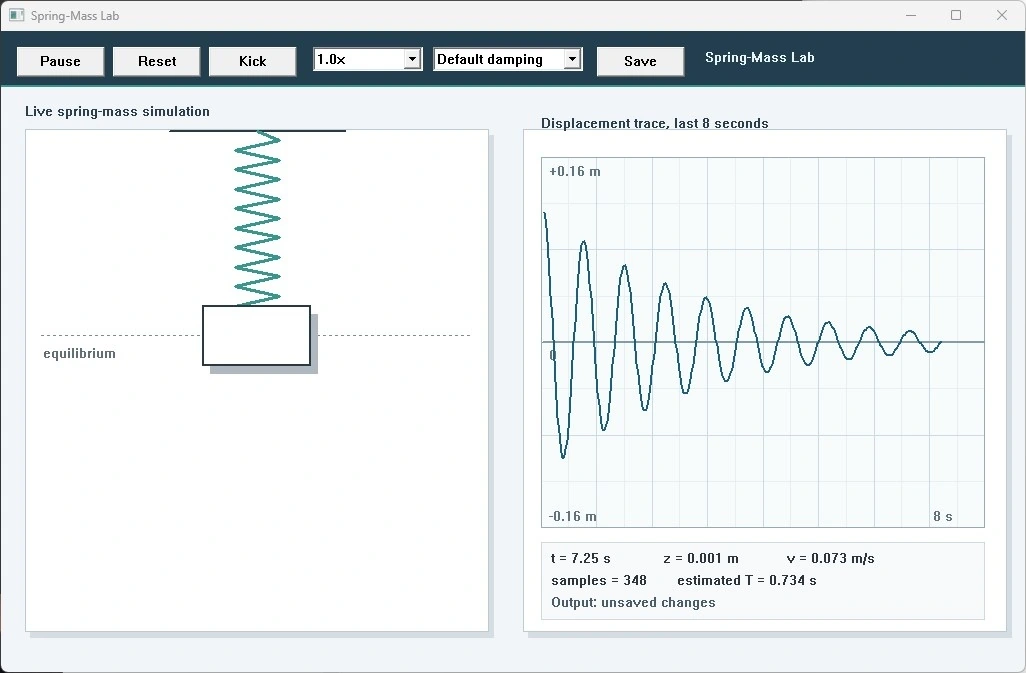 Spring-Mass Lab
Pause Reset Kick 1.0x Default damping Save Spring-Mass Lab
Live spring-mass simulation
equilibrium
Displacement trace, last 8 seconds
+0.16 m
0
-0.16 m 8 s
t = 7.25 s z = 0.001 m v = 0.073 m/s
samples = 348 estimated T = 0.734 s
Output: unsaved changes